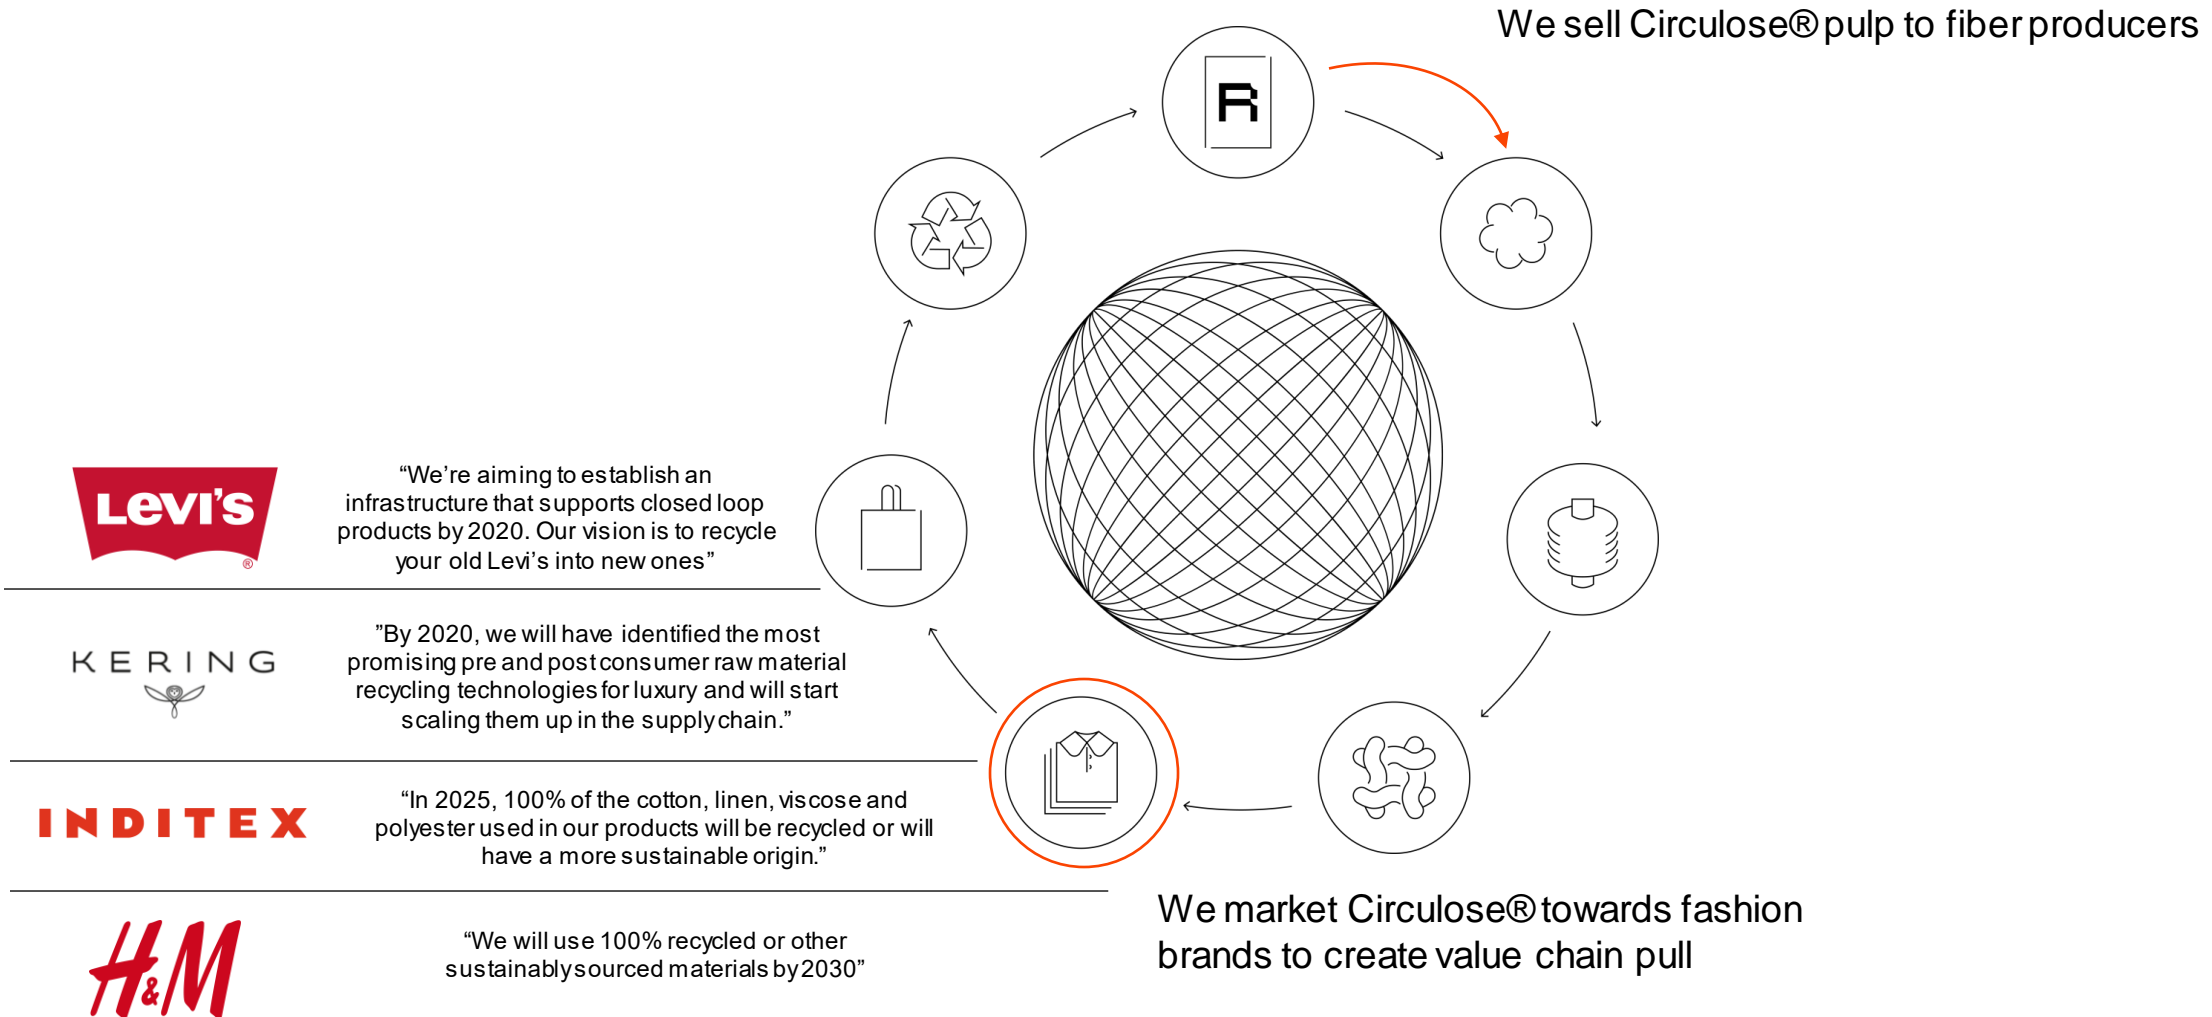 We sell Circulose® pulp to fiber producers
R
LEVI'S
®
“We’re aiming to establish an
infrastructure that supports closed loop
products by 2020. Our vision is to recycle
your old Levi’s into new ones”
KERING
”By 2020, we will have identified the most
promising pre and post consumer raw material
recycling technologies for luxury and will start
scaling them up in the supply chain.”
INDITEX
“In 2025, 100% of the cotton, linen, viscose and
polyester used in our products will be recycled or will
have a more sustainable origin.”
We market Circulose® towards fashion
brands to create value chain pull
H&M
“We will use 100% recycled or other
sustainably sourced materials by 2030”